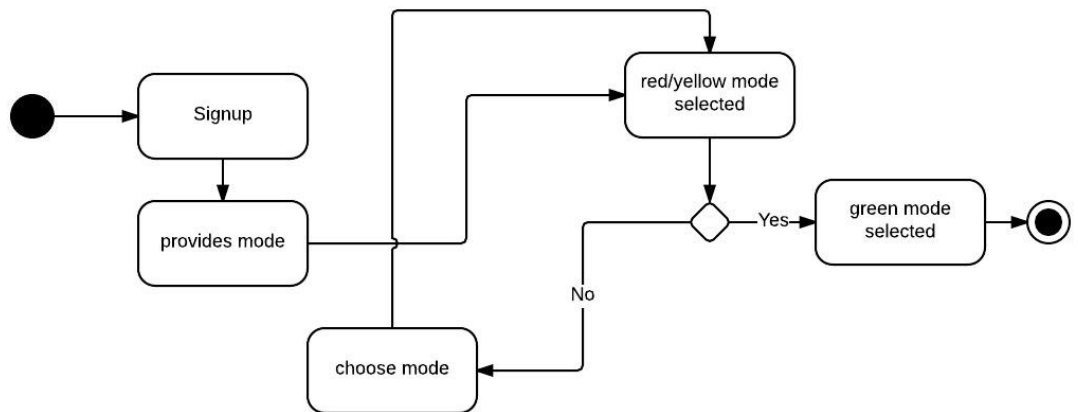 Signup
red/yellow mode
selected
provides mode
Yes
green mode
selected
No
choose mode